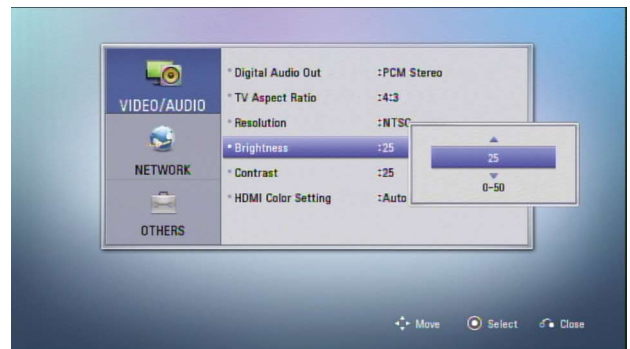 VIDEO/AUDIO
NETWORK
OTHERS
Digital Audio Out :PCM Stereo
TV Aspect Ratio :4:3
Resolution :NTSC
Brightness :25
Contrast :25
HDMI Color Setting :Auto
25
0-50
Move Select Close